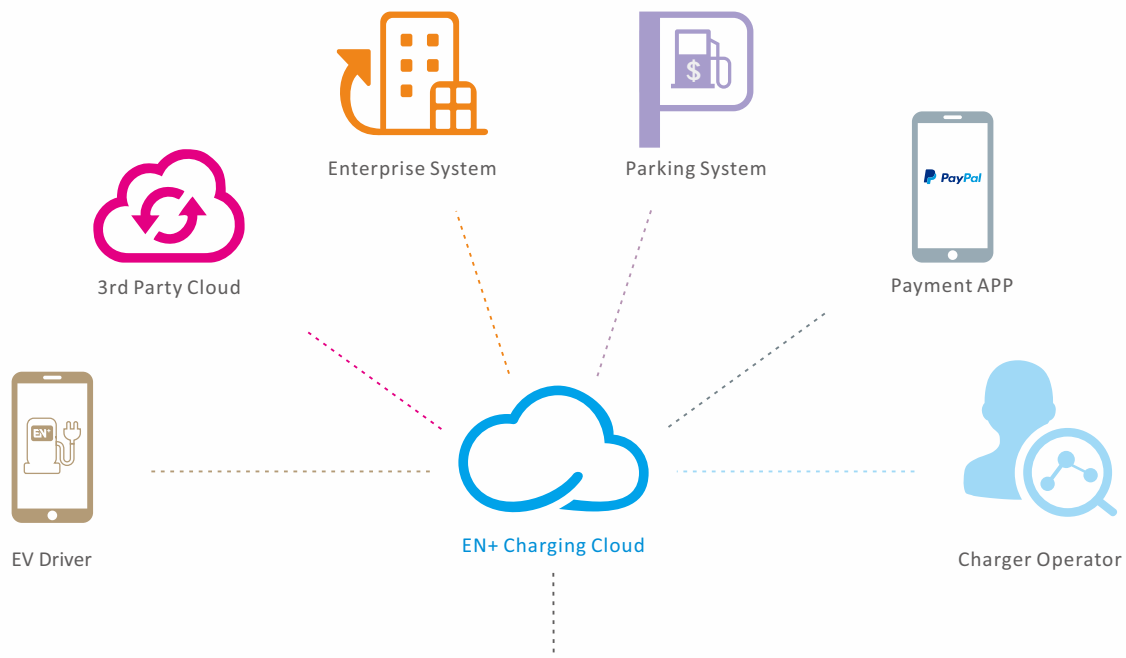 Enterprise System
Parking System
$
PayPal
3rd Party Cloud
Payment APP
EN+
EV Driver
EN+ Charging Cloud
Charger Operator